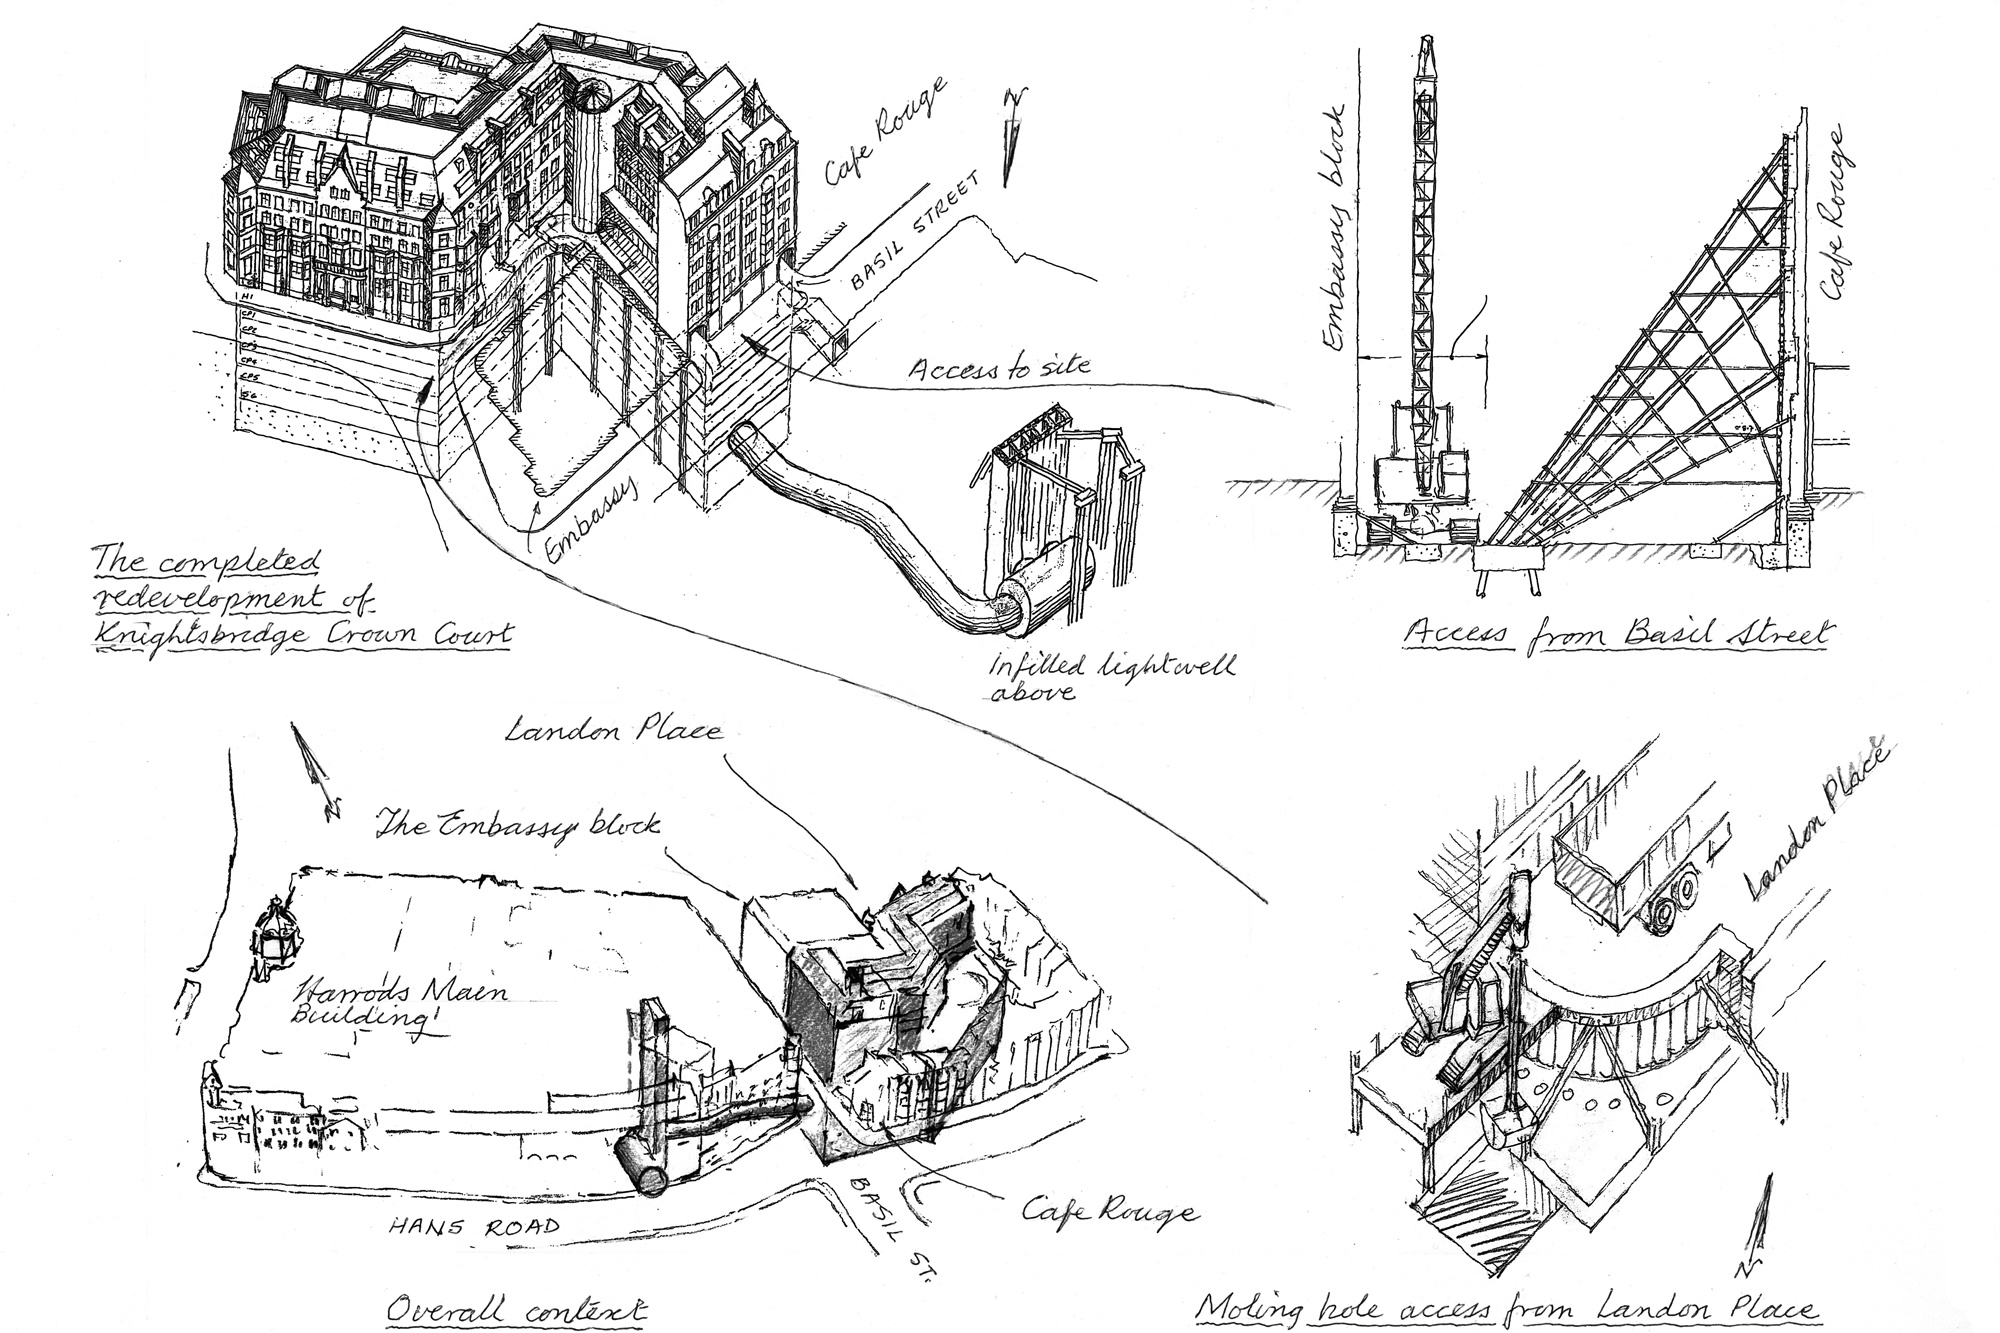 Cafe Rouge
N
BASIL STREET
Access to site
Embassy
The completed
redevelopment of
Knightsbridge Crown Court
Infilled lightwell
above
Embassy block
Cafe Rouge
Access from Basil Street
Landon Place
N
The Embassy block
Harrods Main
Building
HANS ROAD
BASIL ST.
Cafe Rouge
Overall context
Landon Place
N
Moling hole access from Landon Place